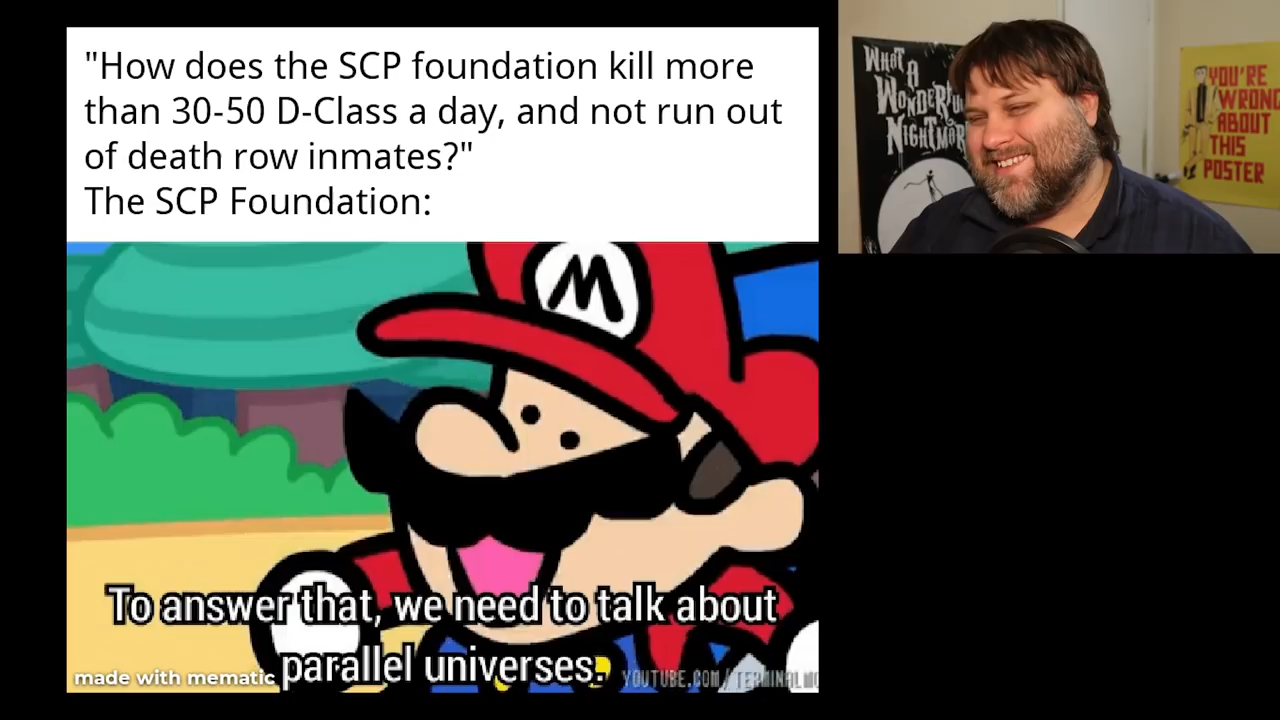 "How does the SCP foundation kill more
than 30-50 D-Class a day, and not run out
of death row inmates?"
The SCP Foundation:
M
To answer that, we need to talk about
parallel universes.
made with mematic
YOUTUBE.COM/
WHAT
A
WONDERFUL
NIGHTMARE
YOU'RE
WRONG
ABOUT
THIS
POSTER